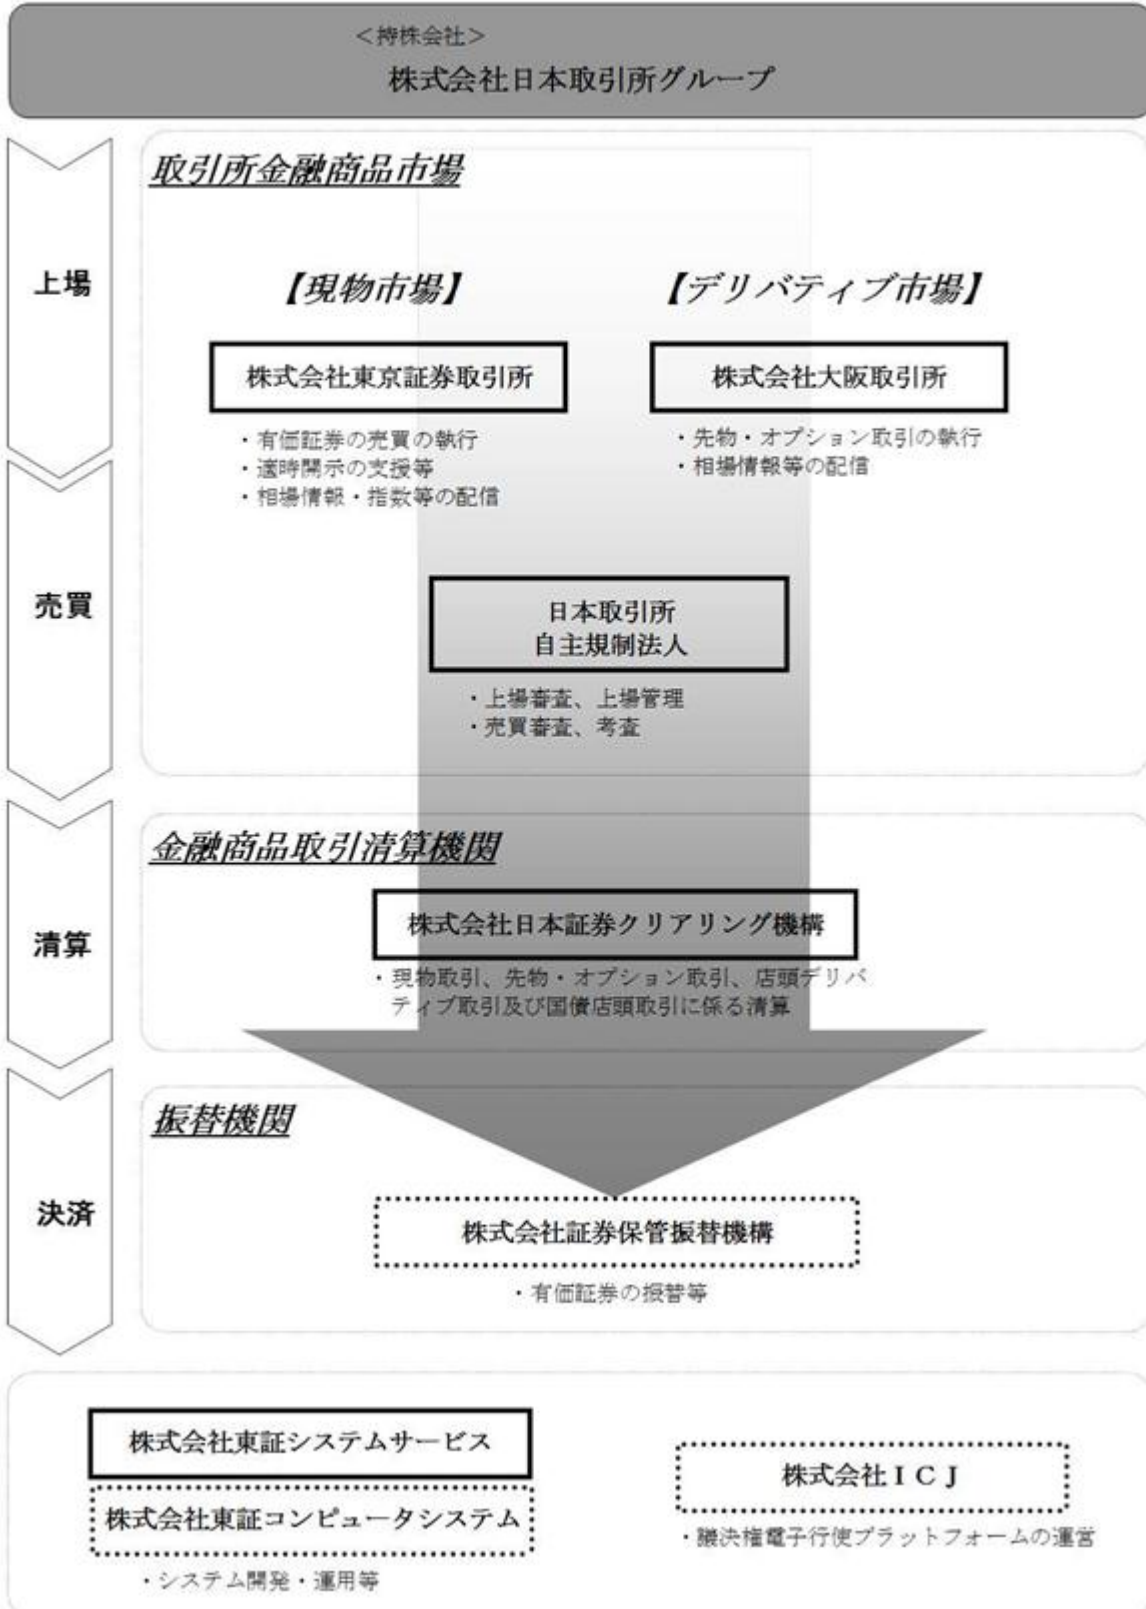 ＜持株会社＞
株式会社日本取引所グループ
取引所金融商品市場
上場
【現物市場】
【デリバティブ市場】
株式会社東京証券取引所
株式会社大阪取引所
・有価証券の売買の執行
・適時開示の支援等
・相場情報・指数等の配信
・先物・オプション取引の執行
・相場情報等の配信
売買
日本取引所
自主規制法人
・上場審査、上場管理
・売買審査、考査
金融商品取引清算機関
清算
株式会社日本証券クリアリング機構
・現物取引、先物・オプション取引、店頭デリバ
ティブ取引及び国債店頭取引に係る清算
振替機関
決済
株式会社証券保管振替機構
・有価証券の振替等
株式会社東証システムサービス
株式会社東証コンピュータシステム
・システム開発・運用等
株式会社ＩＣＪ
・議決権電子行使プラットフォームの運営